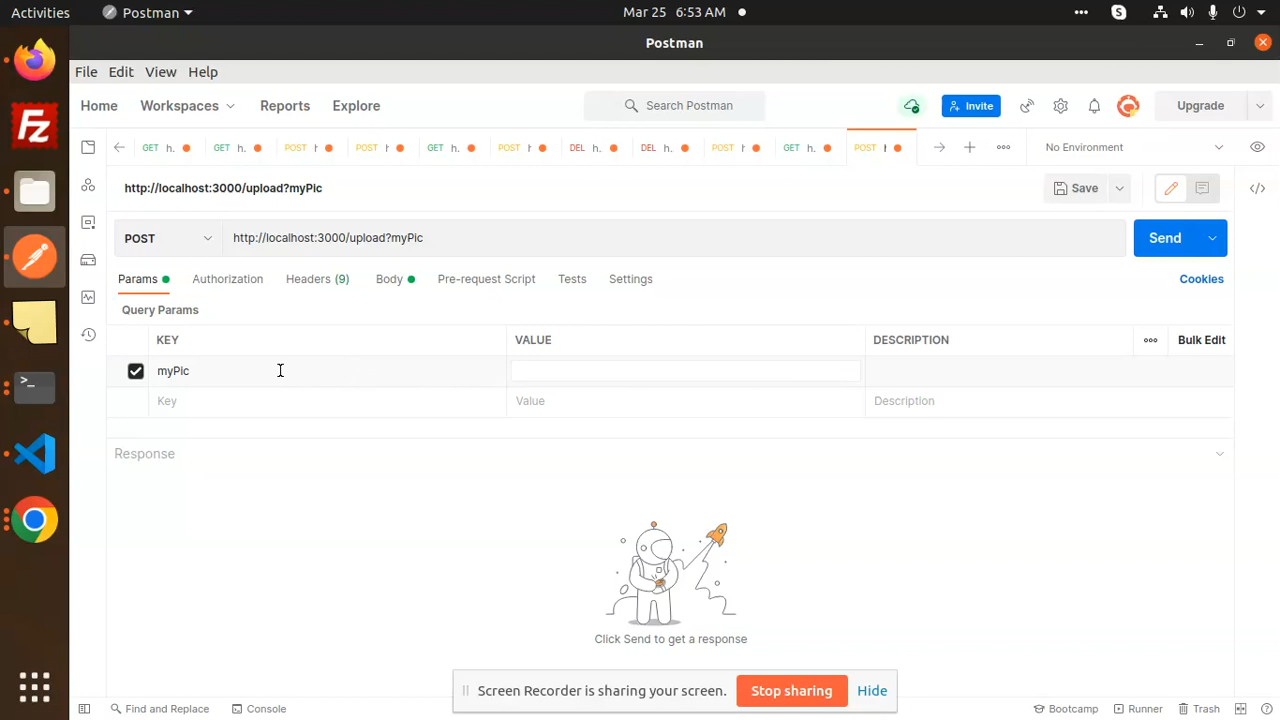 Activities Postman Mar 25 6:53 AM
Postman
File Edit View Help
Home Workspaces Reports Explore Search Postman Invite Upgrade
GET h. GET h. POST POST GET h. POST DEL h. DEL h. POST GET h. POST No Environment
http://localhost:3000/upload?myPic Save
POST http://localhost:3000/upload?myPic Send
Params Authorization Headers (9) Body Pre-request Script Tests Settings Cookies
Query Params
KEY VALUE DESCRIPTION Bulk Edit
myPic
Key Value Description
Response
Click Send to get a response
Screen Recorder is sharing your screen. Stop sharing Hide
Find and Replace Console Bootcamp Runner Trash